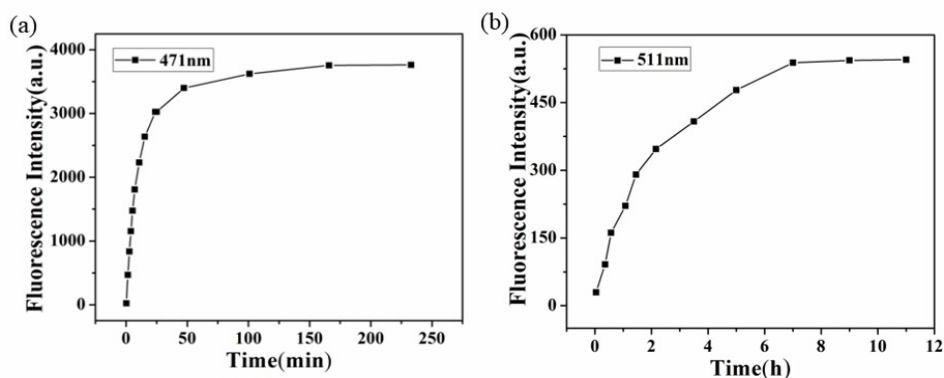 (a)
471nm
Fluorescence Intensity(a.u.)
4000
3000
2000
1000
0
0 50 100 150 200 250
Time(min)
(b)
511nm
Fluorescence Intensity(a.u.)
600
450
300
150
0
0 2 4 6 8 10 12
Time(h)